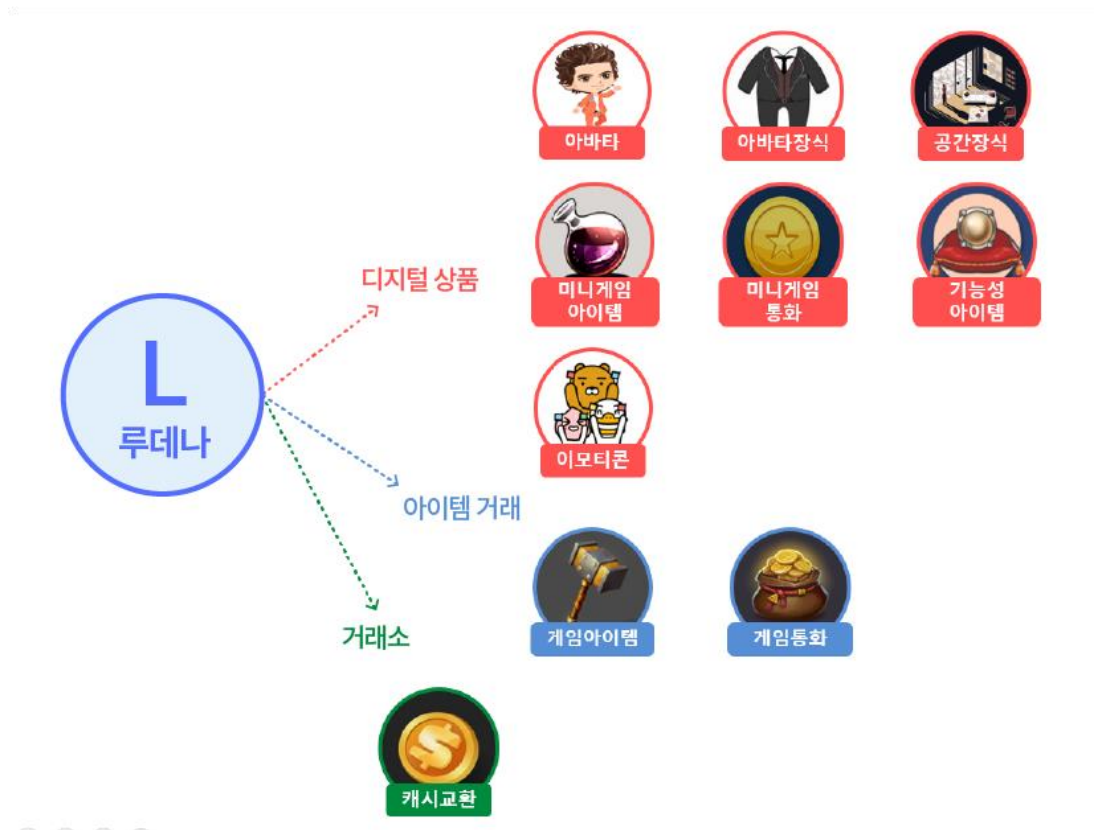 아바타
아바타장식
공간장식
디지털 상품
미니게임
아이템
미니게임
통화
기능성
아이템
L
루데나
이모티콘
아이템 거래
게임아이템
게임통화
거래소
캐시교환